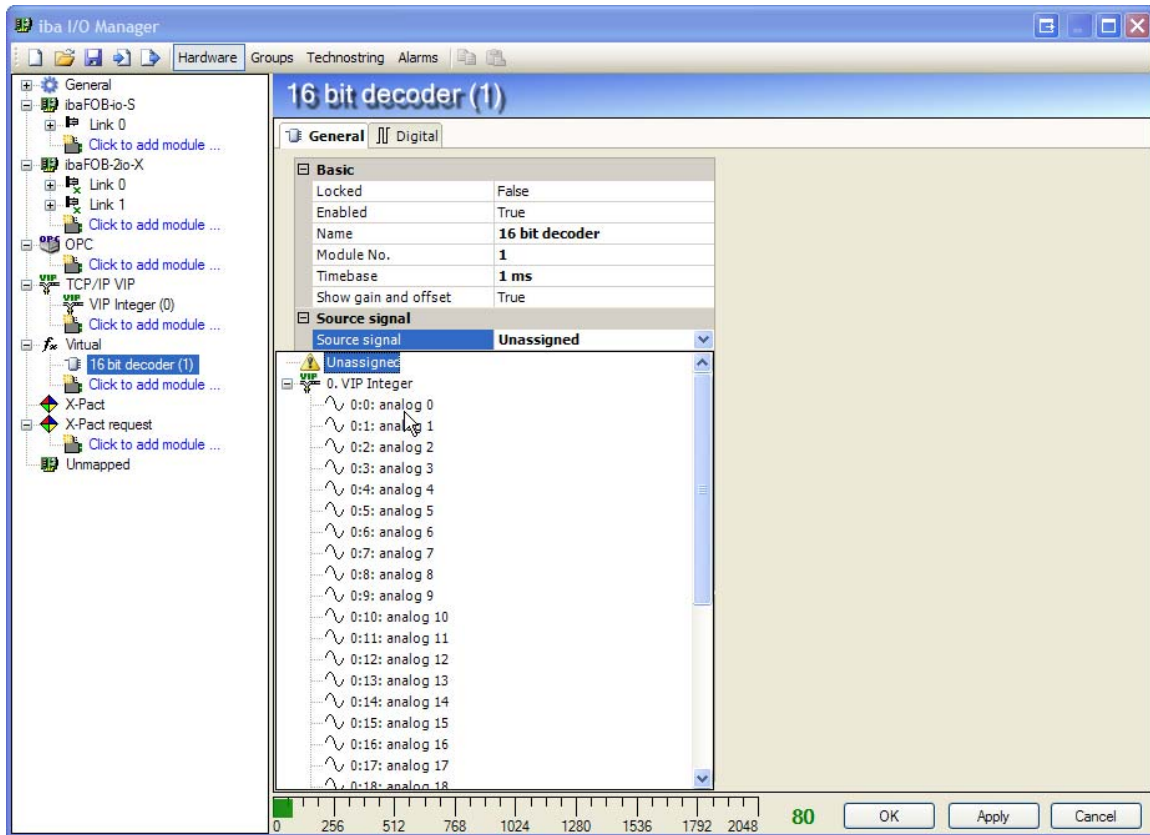 iba I/O Manager
Hardware Groups Technostring Alarms
General
ibaFOB-io-S
Link 0
Click to add module ...
ibaFOB-2io-X
Link 0
Link 1
Click to add module ...
OPC
OPC
Click to add module ...
VIP
TCP/IP VIP
VIP
VIP Integer (0)
Click to add module ...
fx Virtual
16 bit decoder (1)
Click to add module ...
X-Pact
X-Pact request
Click to add module ...
Unmapped
16 bit decoder (1)
General Digital
Basic
Locked False
Enabled True
Name 16 bit decoder
Module No. 1
Timebase 1 ms
Show gain and offset True
Source signal
Source signal Unassigned
Unassigned
VIP
0. VIP Integer
0:0: analog 0
0:1: analog 1
0:2: analog 2
0:3: analog 3
0:4: analog 4
0:5: analog 5
0:6: analog 6
0:7: analog 7
0:8: analog 8
0:9: analog 9
0:10: analog 10
0:11: analog 11
0:12: analog 12
0:13: analog 13
0:14: analog 14
0:15: analog 15
0:16: analog 16
0:17: analog 17
0:18: analog 18
0 256 512 768 1024 1280 1536 1792 2048
80
OK Apply Cancel